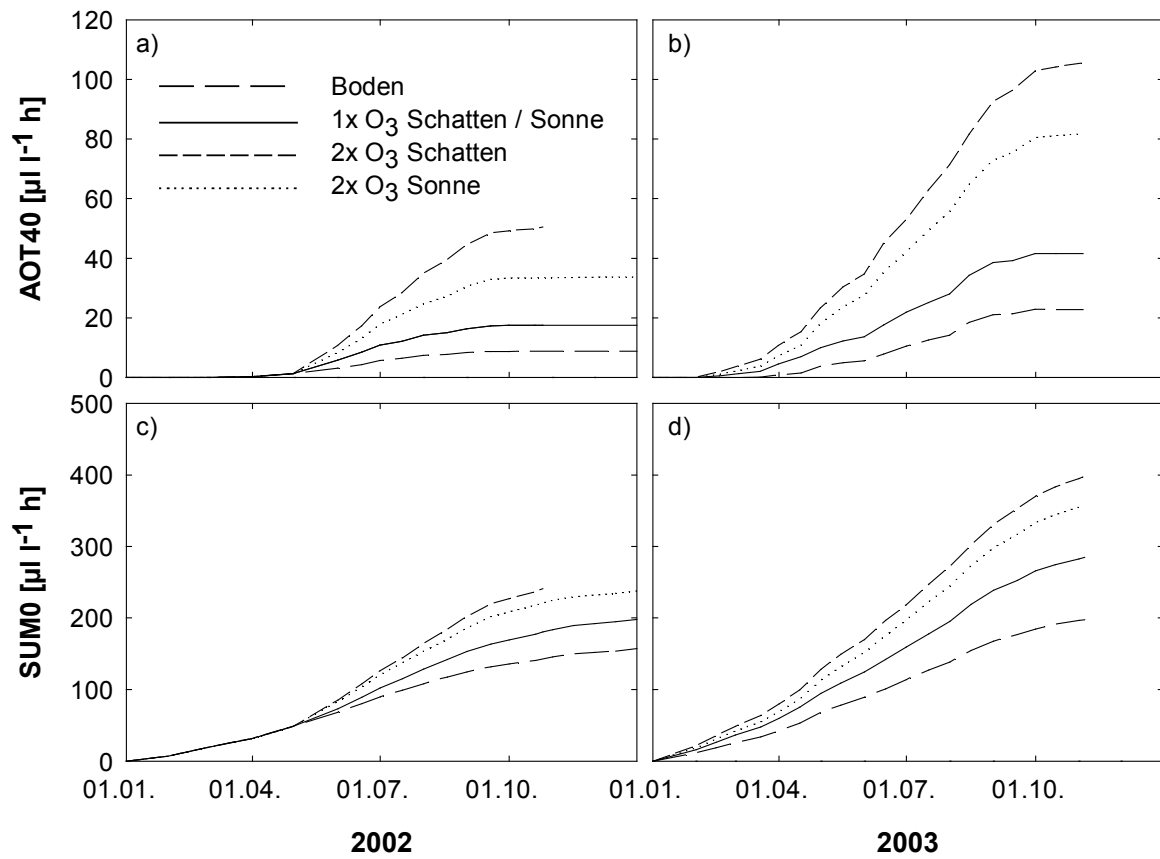 120
100
80
60
40
20
0
AOT40 [µl l-1 h]
a)
Boden
1x O3 Schatten / Sonne
2x O3 Schatten
2x O3 Sonne
b)
500
400
300
200
100
0
SUM0 [µl l-1 h]
c)
d)
01.01. 01.04. 01.07. 01.10. 01.01. 01.04. 01.07. 01.10.
2002 2003